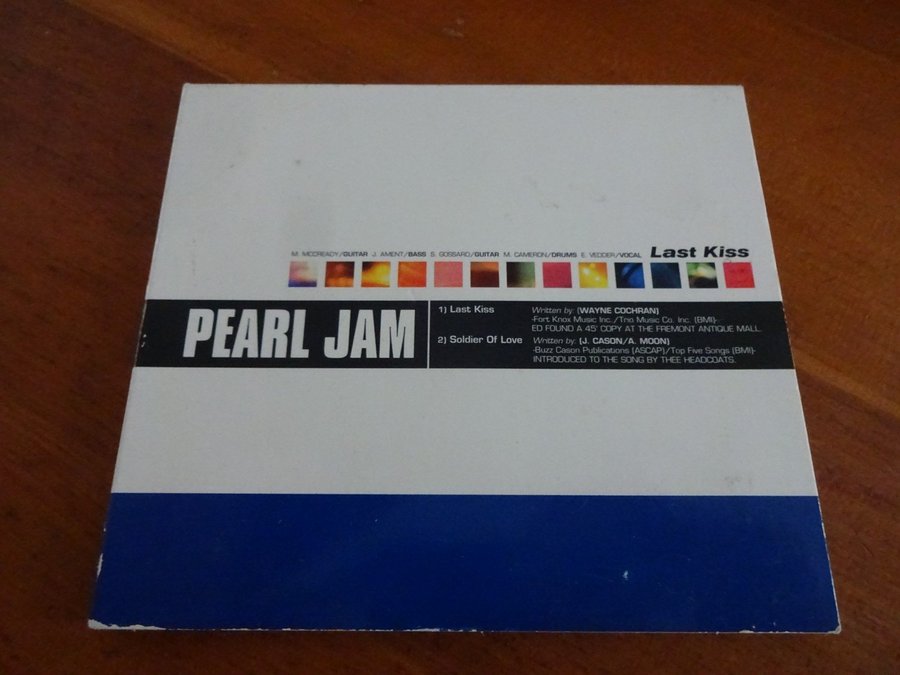 M. MCCREADY/GUITAR J. AMENT/BASS S. GOSSARD/GUITAR M. CAMERON/DRUMS E. VEDDER/VOCAL Last Kiss
PEARL JAM
1) Last Kiss Written by: (WAYNE COCHRAN)
-Fort Knox Music Inc./Trio Music Co. Inc. (BMI)-
ED FOUND A 45' COPY AT THE FREMONT ANTIQUE MALL.
2) Soldier Of Love Written by: (J. CASON/A. MOON)
-Buzz Cason Publications (ASCAP)/Top Five Songs (BMI)-
INTRODUCED TO THE SONG BY THEE HEADCOATS.